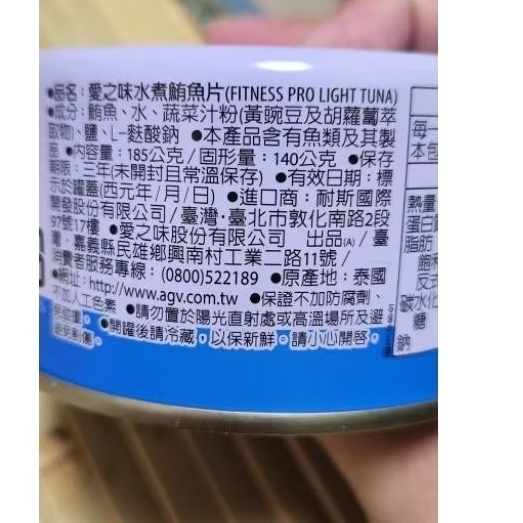 ●品名：愛之味水煮鮪魚片(FITNESS PRO LIGHT TUNA)
●成分：鮪魚、水、蔬菜汁粉(黃豌豆及胡蘿蔔萃
取物)、鹽、L-麩酸鈉 ●本產品含有魚類及其製
品 ●內容量：185公克/固形量：140公克 ●保存
期限：三年(未開封且常溫保存) ●有效日期：標
示於罐蓋(西元年/月/日) ●進口商：耐斯國際
開發股份有限公司/臺灣·臺北市敦化南路2段
97號17樓 ●愛之味股份有限公司 出品(A)/臺
灣·嘉義縣民雄鄉興南村工業二路11號/
消費者服務專線：(0800)522189 ●原產地：泰國
●網址：http://www.agv.com.tw ●保證不加防腐劑、
不加人工色素 ●請勿置於陽光直射處或高溫場所及避
免碰撞。●開罐後請冷藏，以保新鮮。請小心開啓，
避免割傷。
每一
本包
熱量
蛋白質
脂肪
飽和
反式
碳水化
糖
鈉